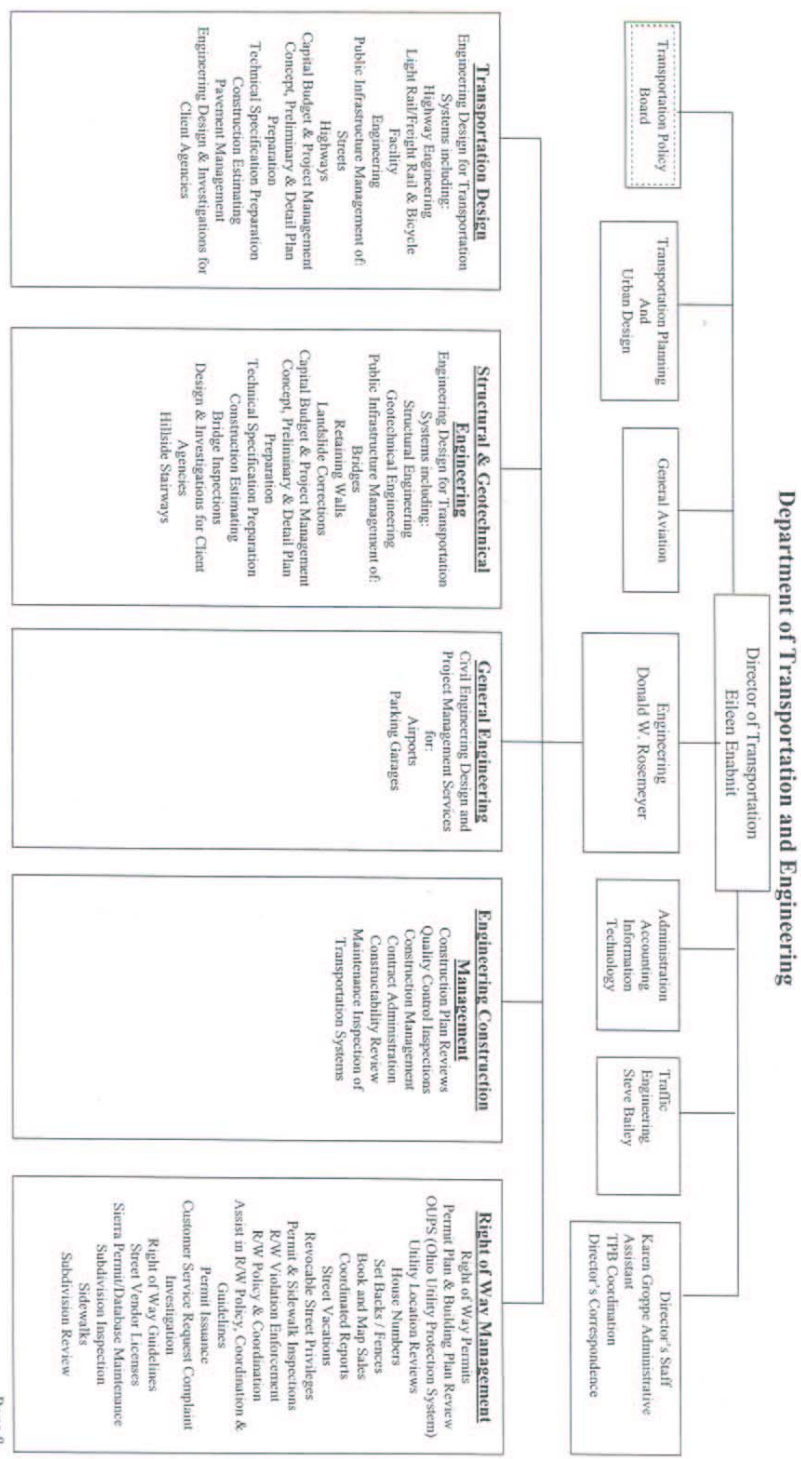 Department of Transportation and Engineering
Director of Transportation
Eileen Enabnit
Transportation Policy
Board
Transportation Planning
And
Urban Design
General Aviation
Engineering
Donald W. Rosemeyer
Administration
Accounting
Information
Technology
Traffic
Engineering
Steve Bailey
Director's Staff
Karen Groppe Administrative
Assistant
TPB Coordination
Director's Correspondence
Transportation Design
Engineering Design for Transportation
Systems including:
Highway Engineering
Light Rail/Freight Rail & Bicycle
Facility
Engineering
Public Infrastructure Management of:
Streets
Highways
Capital Budget & Project Management
Concept, Preliminary & Detail Plan
Preparation
Technical Specification Preparation
Construction Estimating
Pavement Management
Engineering Design & Investigations for
Client Agencies
Structural & Geotechnical
Engineering
Engineering Design for Transportation
Systems including:
Structural Engineering
Geotechnical Engineering
Public Infrastructure Management of:
Bridges
Retaining Walls
Landslide Corrections
Capital Budget & Project Management
Concept, Preliminary & Detail Plan
Preparation
Technical Specification Preparation
Construction Estimating
Bridge Inspections
Design & Investigations for Client
Agencies
Hillside Stairways
General Engineering
Civil Engineering Design and
Project Management Services
for:
Airports
Parking Garages
Engineering Construction
Management
Construction Plan Reviews
Quality Control Inspections
Construction Management
Contract Administration
Constructability Review
Maintenance Inspection of
Transportation Systems
Right of Way Management
Right of Way Permits
Permit Plan & Building Plan Review
OUPS (Ohio Utility Protection System)
Utility Location Reviews
House Numbers
Set Backs / Fences
Book and Map Sales
Coordinated Reports
Street Vacations
Revocable Street Privileges
Permit & Sidewalk Inspections
R/W Violation Enforcement
R/W Policy & Coordination
Assist in R/W Policy, Coordination &
Guidelines
Permit Issuance
Customer Service Request Complaint
Investigation
Right of Way Guidelines
Street Vendor Licenses
Sierra Permit/Database Maintenance
Subdivision Inspection
Sidewalks
Subdivision Review